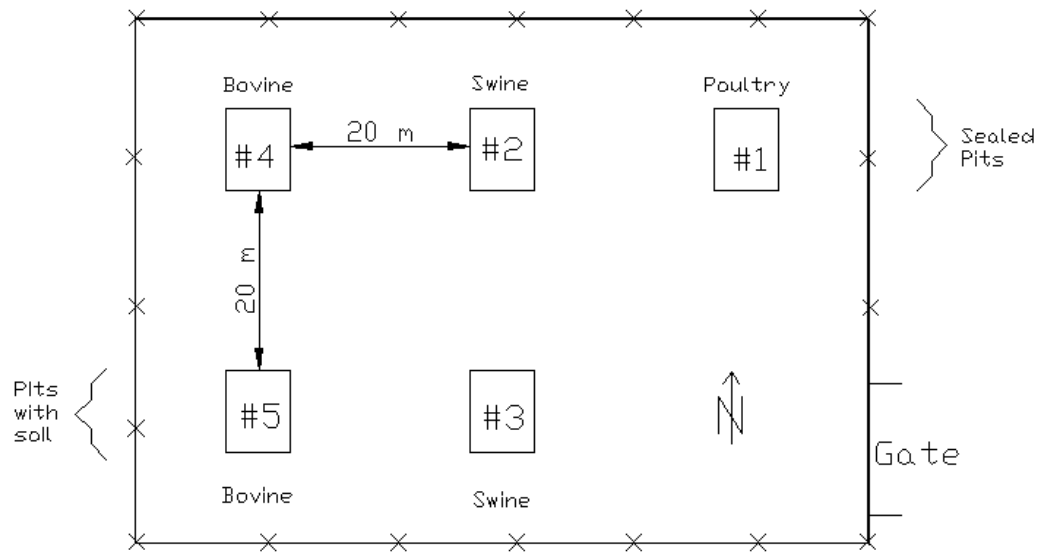 Bovine
Swine
Poultry
#4
20 m
#2
#1
Sealed
Pits
20 m
Pits
with
soil
#5
#3
N
Gate
Bovine
Swine